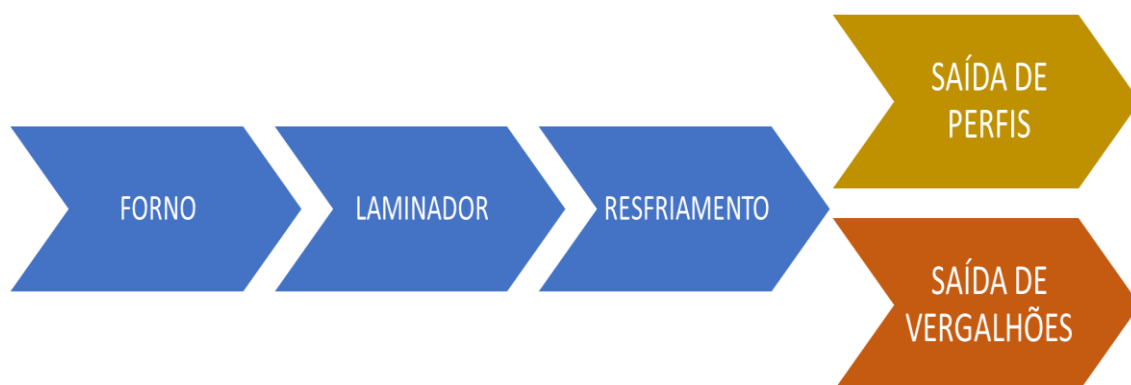 FORNO
LAMINADOR
RESFRIAMENTO
SAÍDA DE
PERFIS
SAÍDA DE
VERGALHÕES